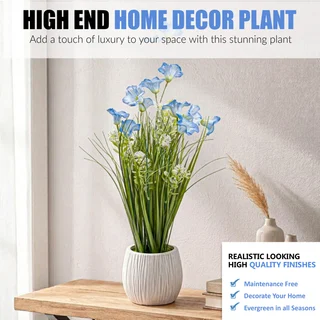 HIGH END HOME DECOR PLANT
Add a touch of luxury to your space with this stunning plant
REALISTIC LOOKING
HIGH QUALITY FINISHES
Maintenance Free
Decorate Your Home
Evergreen in all Seasons